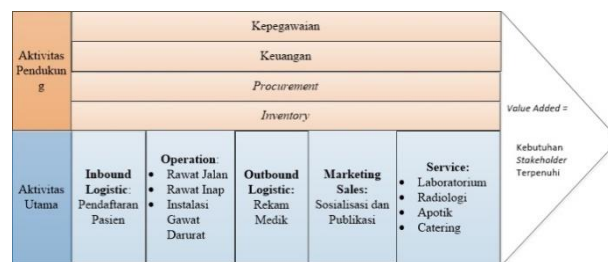 Aktivitas
Pendukun
g
Kepegawaian
Keuangan
Procurement
Inventory
Aktivitas
Utama
Inbound
Logistic:
Pendaftaran
Pasien
Operation:
• Rawat Jalan
• Rawat Inap
• Instalasi
Gawat
Darurat
Outbound
Logistic:
Rekam
Medik
Marketing
Sales:
Sosialisasi dan
Publikasi
Service:
• Laboratorium
• Radiologi
• Apotik
• Catering
Value Added =
Kebutuhan
Stakeholder
Terpenuhi